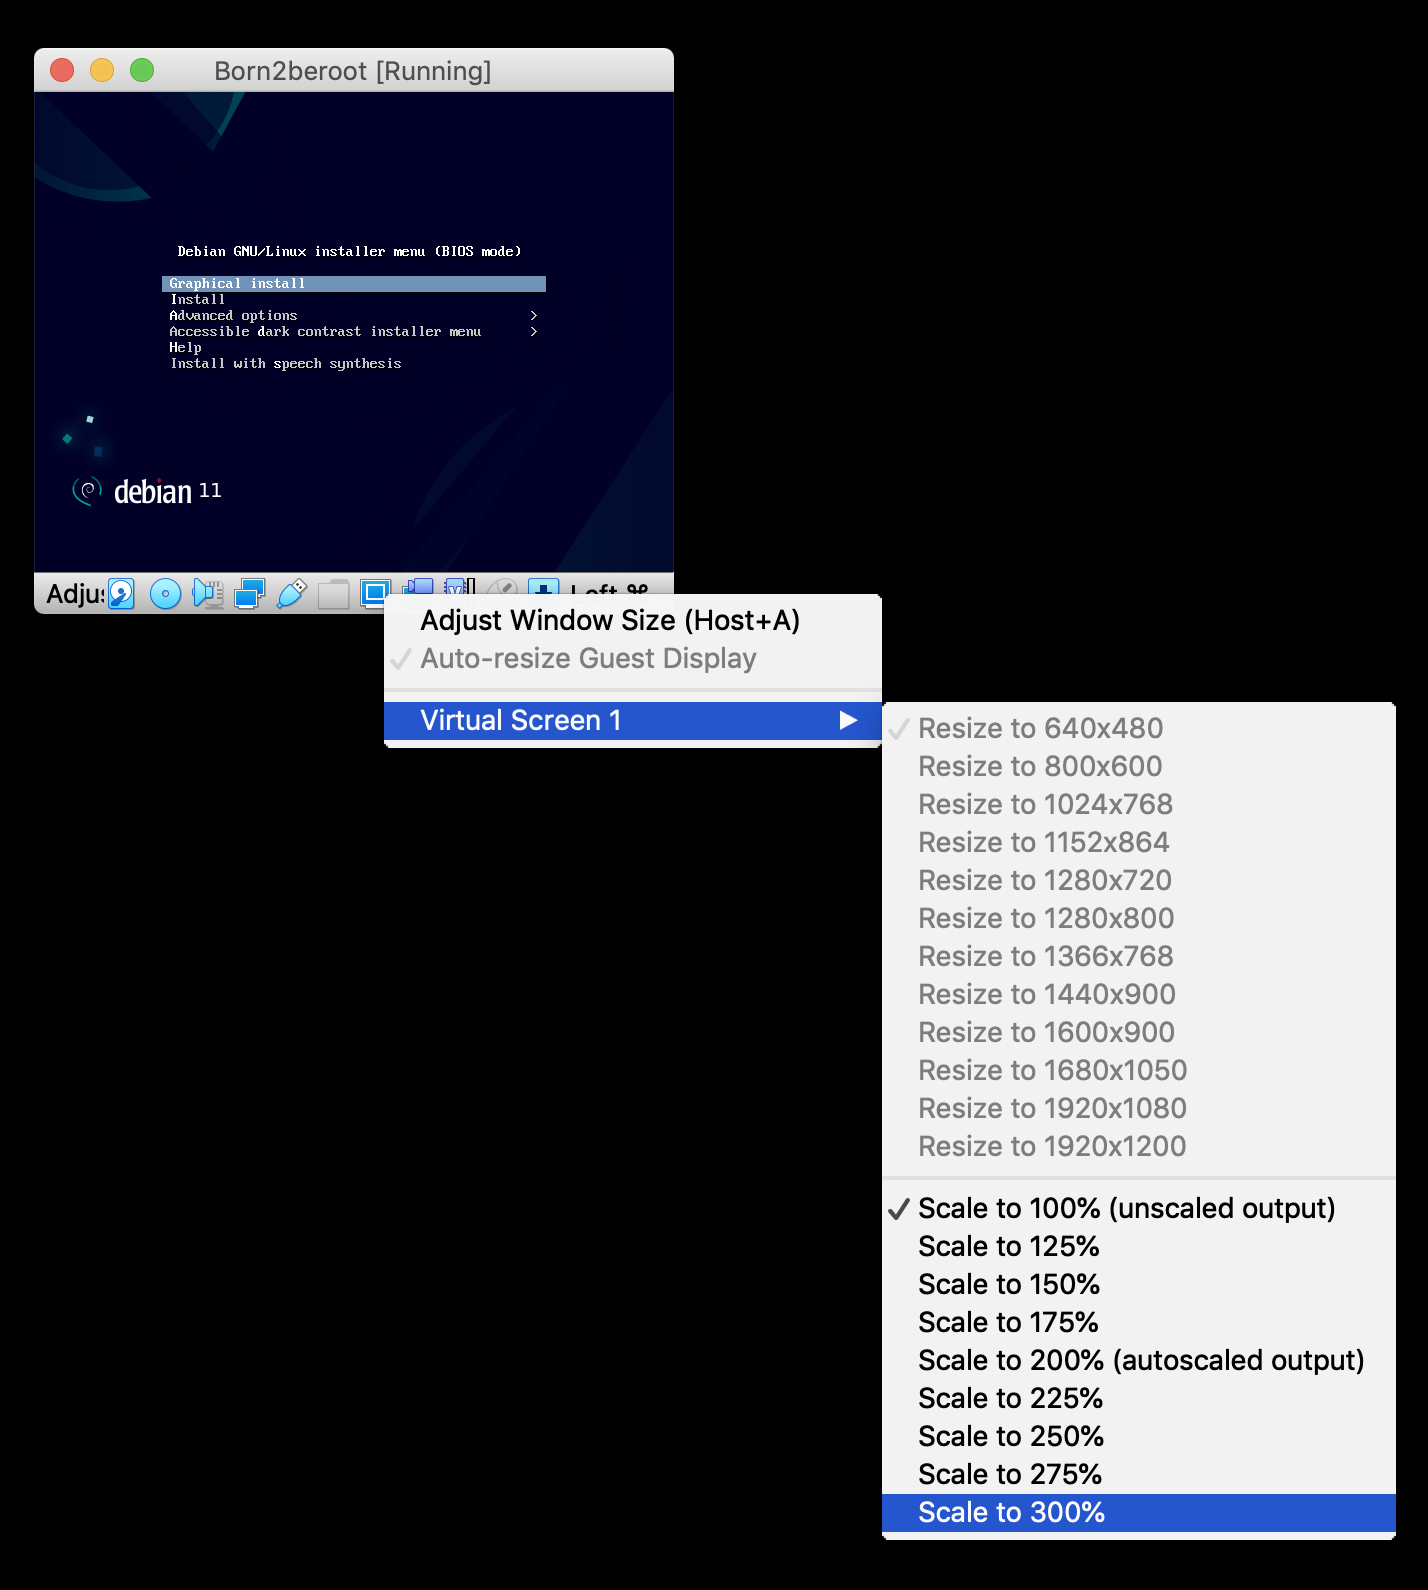 Born2beroot [Running]
Debian GNU/Linux installer menu (BIOS mode)
Graphical install
Install
Advanced options >
Accessible dark contrast installer menu >
Help
Install with speech synthesis
debian 11
Adjus
Left ⌘
Adjust Window Size (Host+A)
✓ Auto-resize Guest Display
Virtual Screen 1 ▶
✓ Resize to 640x480
Resize to 800x600
Resize to 1024x768
Resize to 1152x864
Resize to 1280x720
Resize to 1280x800
Resize to 1366x768
Resize to 1440x900
Resize to 1600x900
Resize to 1680x1050
Resize to 1920x1080
Resize to 1920x1200
✓ Scale to 100% (unscaled output)
Scale to 125%
Scale to 150%
Scale to 175%
Scale to 200% (autoscaled output)
Scale to 225%
Scale to 250%
Scale to 275%
Scale to 300%